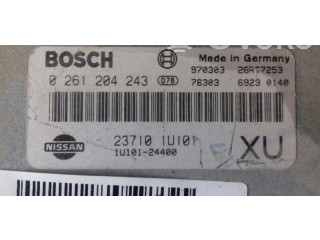 BOSCH
Made in Germany
0 261 204 243 078
970303 26RT7253
76303 6923 0140
NISSAN
23710 1U101
1U101-24400
XU